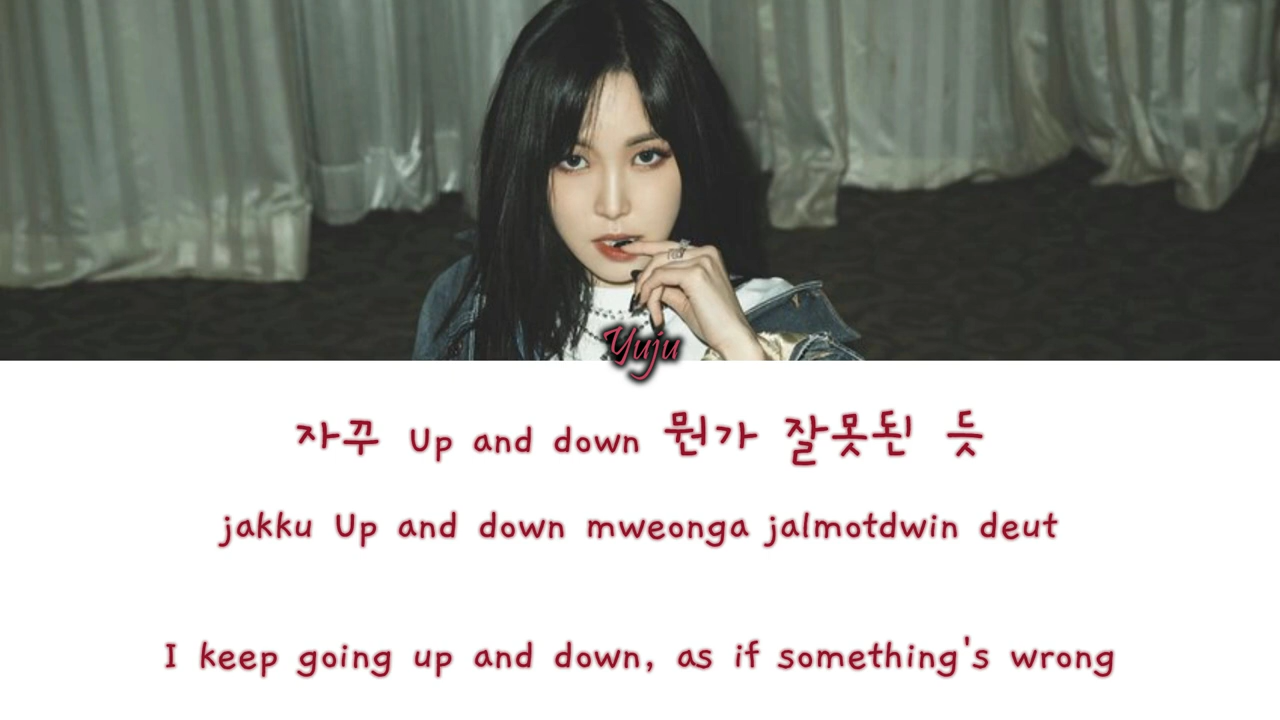 Yuju
자꾸 Up and down 뭔가 잘못된 듯
jakku Up and down mweonga jalmotdwin deut
I keep going up and down, as if something's wrong